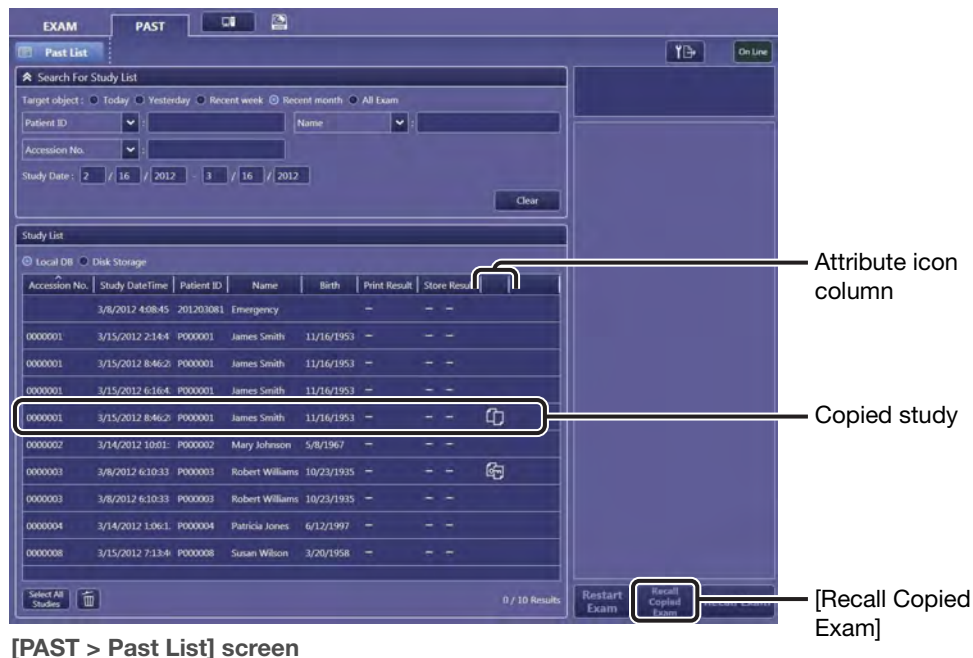 EXAM PAST
Past List On Line
Search For Study List
Target object : Today Yesterday Recent week Recent month All Exam
Patient ID : Name :
Accession No. :
Study Date : 2 / 16 / 2012 - 3 / 16 / 2012
Clear
Study List
Local DB Disk Storage
Accession No. Study DateTime Patient ID Name Birth Print Result Store Result
3/8/2012 4:08:45 201203081 Emergency – – –
0000001 3/15/2012 2:14:4 P000001 James Smith 11/16/1953 – – –
0000001 3/15/2012 8:46:2 P000001 James Smith 11/16/1953 – – –
0000001 3/15/2012 6:16:4 P000001 James Smith 11/16/1953 – – –
0000001 3/15/2012 8:46:2 P000001 James Smith 11/16/1953 – – –
0000002 3/14/2012 10:01: P000002 Mary Johnson 5/8/1967 – – –
0000003 3/8/2012 6:10:33 P000003 Robert Williams 10/23/1935 – – –
0000003 3/8/2012 6:10:33 P000003 Robert Williams 10/23/1935 – – –
0000004 3/14/2012 1:06:1. P000004 Patricia Jones 6/12/1997 – – –
0000008 3/15/2012 7:13:4 P000008 Susan Wilson 3/20/1958 – – –
Select All
Studies
0 / 10 Results
Restart
Exam
Recall
Copied
Exam
Attribute icon
column
Copied study
[Recall Copied
Exam]
[PAST > Past List] screen